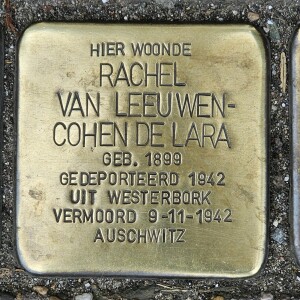 HIER WOONDE
RACHEL
VAN LEEUWEN-
COHEN DE LARA
GEB. 1899
GEDEPORTEERD 1942
UIT WESTERBORK
VERMOORD 9-11-1942
AUSCHWITZ